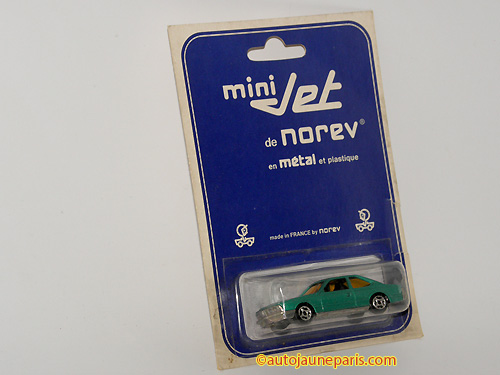 mini Jet
de norev®
en métal et plastique
made in FRANCE by norev
©autojauneparis.com